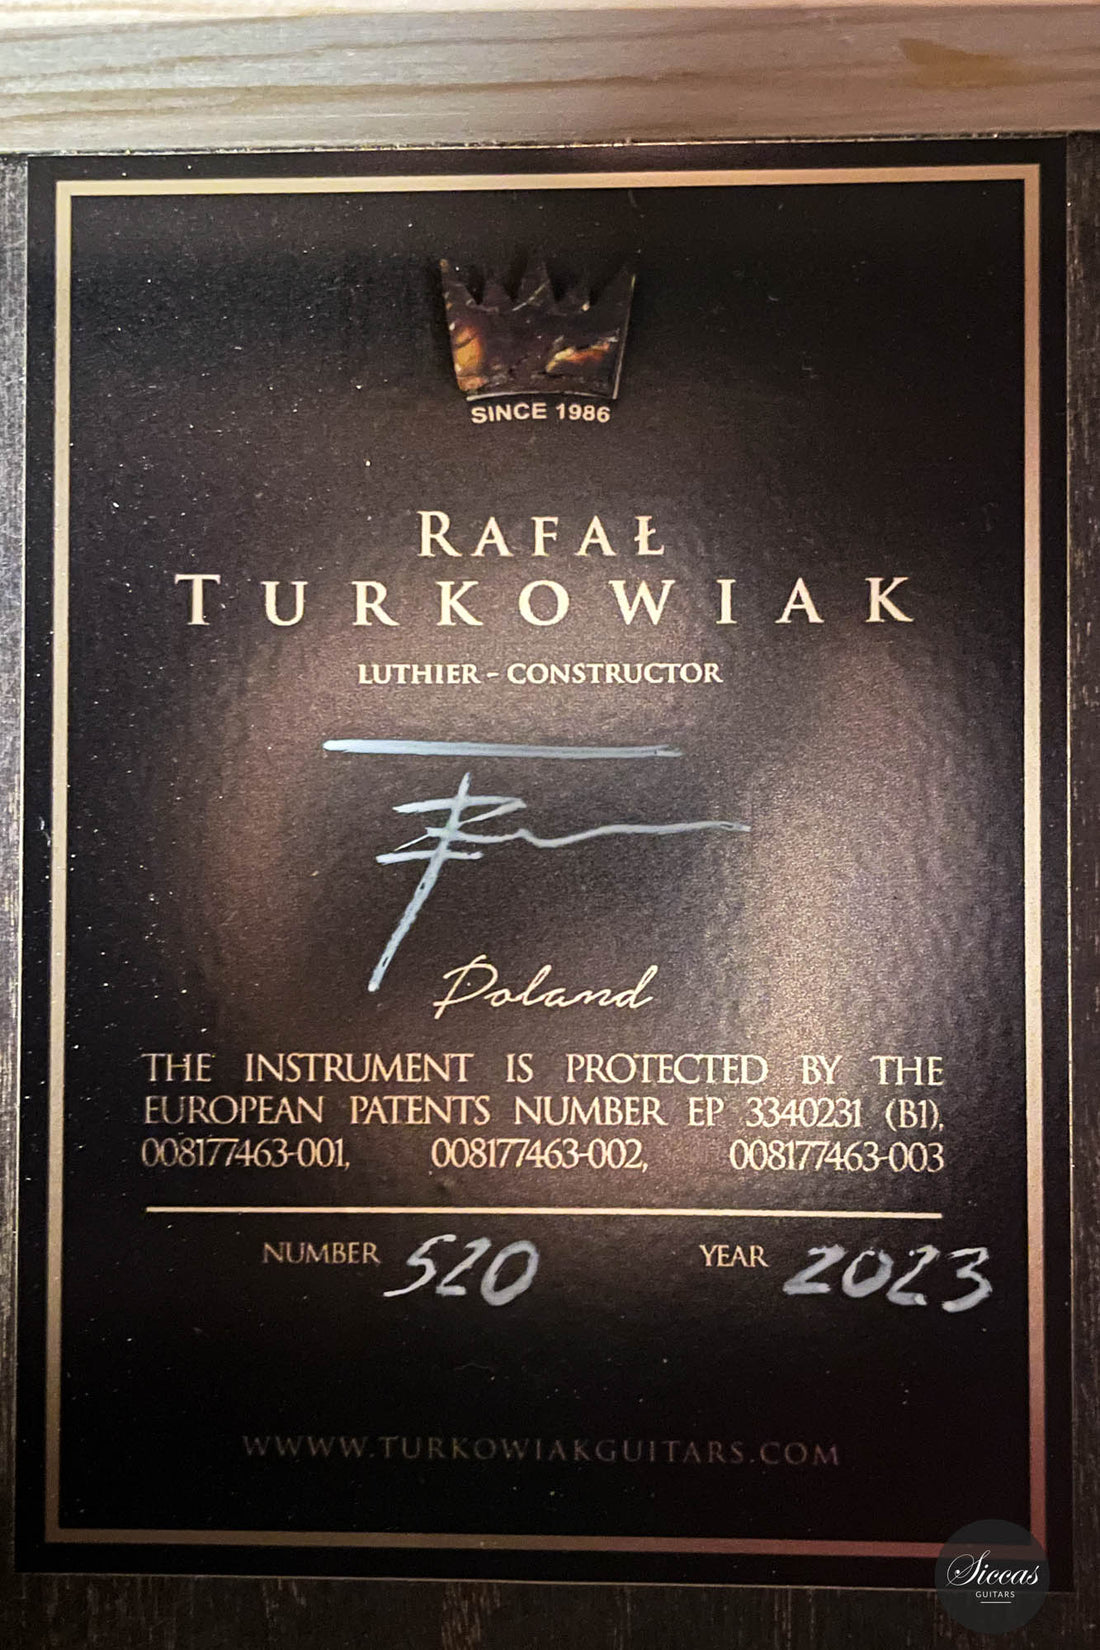 SINCE 1986
RAFAŁ
TURKOWIAK
LUTHIER - CONSTRUCTOR
Poland
THE INSTRUMENT IS PROTECTED BY THE
EUROPEAN PATENTS NUMBER EP 3340231 (B1),
008177463-001, 008177463-002, 008177463-003
NUMBER 520 YEAR 2023
WWWW.TURKOWIAKGUITARS.COM
Siccas
GUITARS